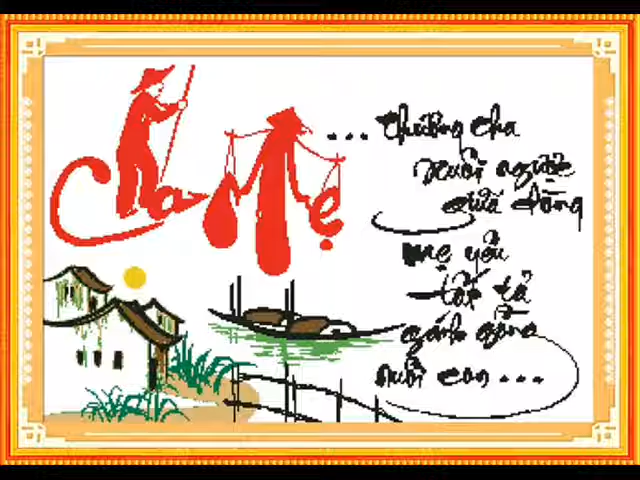 Cha Mẹ
... Thương cha
xuôi ngược
giữa dòng
mẹ yêu
tất tả
gánh gồng
nuôi con ...